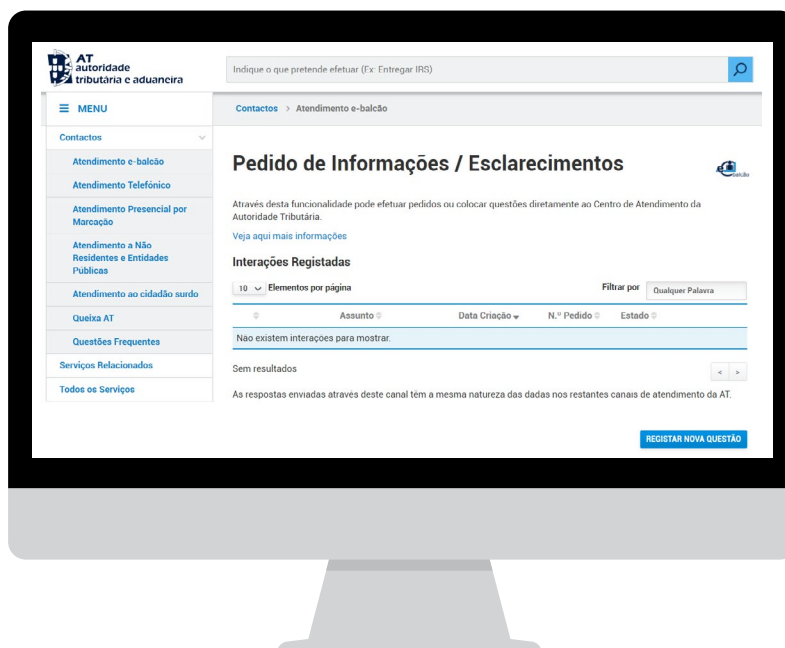 AT
autoridade
tributária e aduaneira
Indique o que pretende efetuar (Ex: Entregar IRS)
MENU
Contactos > Atendimento e-balcão
Contactos
Atendimento e-balcão
Atendimento Telefónico
Atendimento Presencial por
Marcação
Atendimento a Não
Residentes e Entidades
Públicas
Atendimento ao cidadão surdo
Queixa AT
Questões Frequentes
Serviços Relacionados
Todos os Serviços
Pedido de Informações / Esclarecimentos
e balcão
Através desta funcionalidade pode efetuar pedidos ou colocar questões diretamente ao Centro de Atendimento da
Autoridade Tributária.
Veja aqui mais informações
Interações Registadas
10 Elementos por página
Filtrar por Qualquer Palavra
Assunto Data Criação N.º Pedido Estado
Não existem interações para mostrar.
Sem resultados
< >
As respostas enviadas através deste canal têm a mesma natureza das dadas nos restantes canais de atendimento da AT.
REGISTAR NOVA QUESTÃO